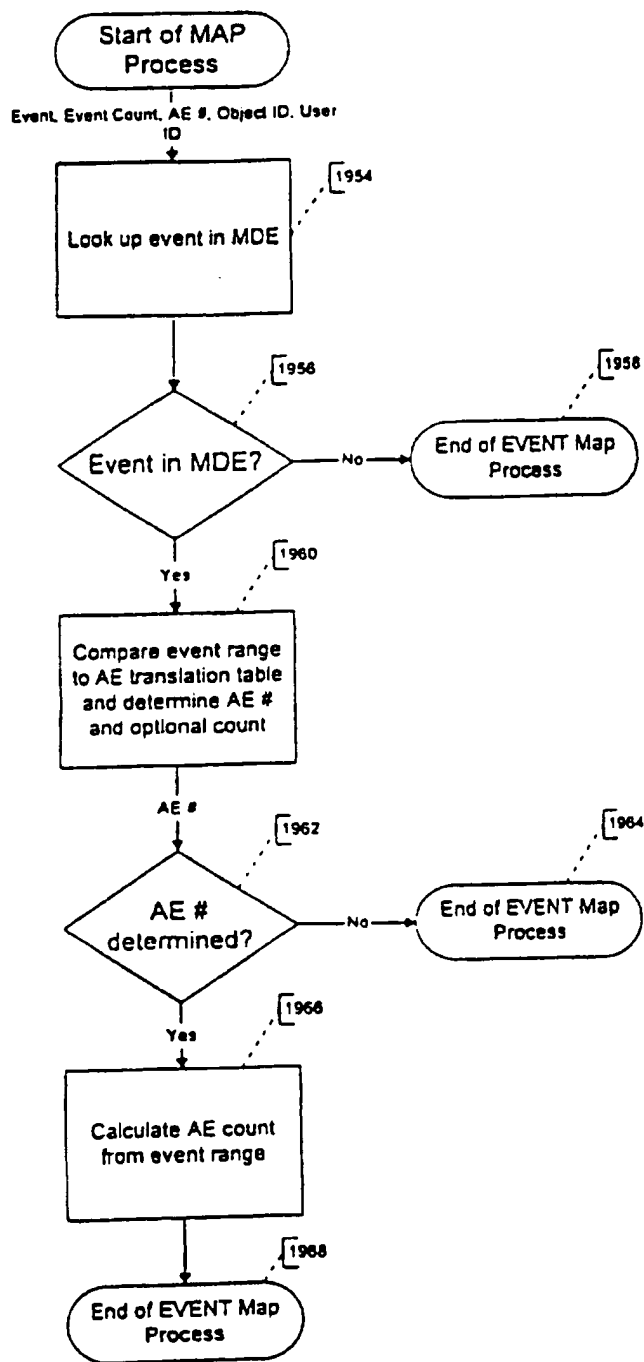 Start of MAP
Process
Event, Event Count, AE #, Object ID, User
ID
1954
Look up event in MDE
1956
1958
Event in MDE?
No
End of EVENT Map
Process
Yes
1960
Compare event range
to AE translation table
and determine AE #
and optional count
AE #
1962
1964
AE #
determined?
No
End of EVENT Map
Process
Yes
1966
Calculate AE count
from event range
1968
End of EVENT Map
Process